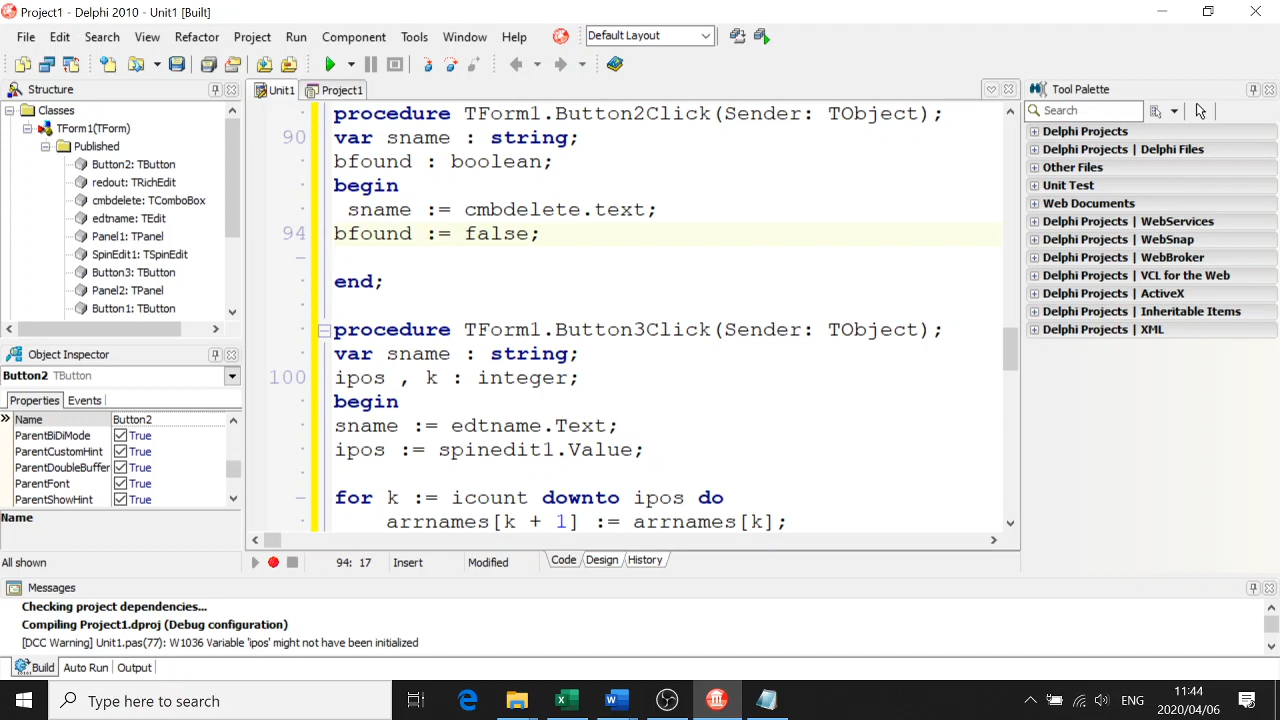 Project1 - Delphi 2010 - Unit1 [Built]
File Edit Search View Refactor Project Run Component Tools Window Help Default Layout
Structure
Classes
TForm1(TForm)
Published
Button2: TButton
redout: TRichEdit
cmbdelete: TComboBox
edtname: TEdit
Panel1: TPanel
SpinEdit1: TSpinEdit
Button3: TButton
Panel2: TPanel
Button1: TButton
Object Inspector
Button2 TButton
Properties Events
Name Button2
ParentBiDiMode True
ParentCustomHint True
ParentDoubleBuffer True
ParentFont True
ParentShowHint True
Name
All shown
Unit1 Project1
procedure TForm1.Button2Click(Sender: TObject);
90 var sname : string;
bfound : boolean;
begin
sname := cmbdelete.text;
94 bfound := false;
end;
procedure TForm1.Button3Click(Sender: TObject);
var sname : string;
100 ipos , k : integer;
begin
sname := edtname.Text;
ipos := spinedit1.Value;
for k := icount downto ipos do
arrnames[k + 1] := arrnames[k];
94: 17 Insert Modified Code Design History
Tool Palette
Search
Delphi Projects
Delphi Projects | Delphi Files
Other Files
Unit Test
Web Documents
Delphi Projects | WebServices
Delphi Projects | WebSnap
Delphi Projects | WebBroker
Delphi Projects | VCL for the Web
Delphi Projects | ActiveX
Delphi Projects | Inheritable Items
Delphi Projects | XML
Messages
Checking project dependencies...
Compiling Project1.dproj (Debug configuration)
[DCC Warning] Unit1.pas(77): W1036 Variable 'ipos' might not have been initialized
Build Auto Run Output
Type here to search
ENG
11:44
2020/04/06